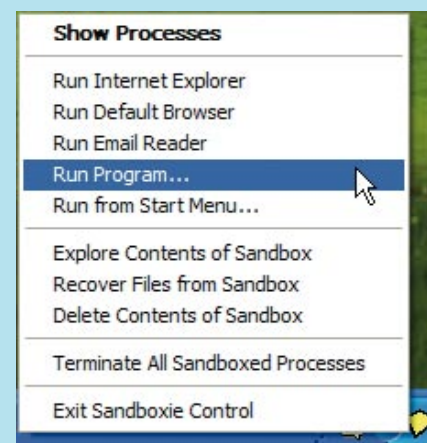 Show Processes
Run Internet Explorer
Run Default Browser
Run Email Reader
Run Program...
Run from Start Menu...
Explore Contents of Sandbox
Recover Files from Sandbox
Delete Contents of Sandbox
Terminate All Sandboxed Processes
Exit Sandboxie Control